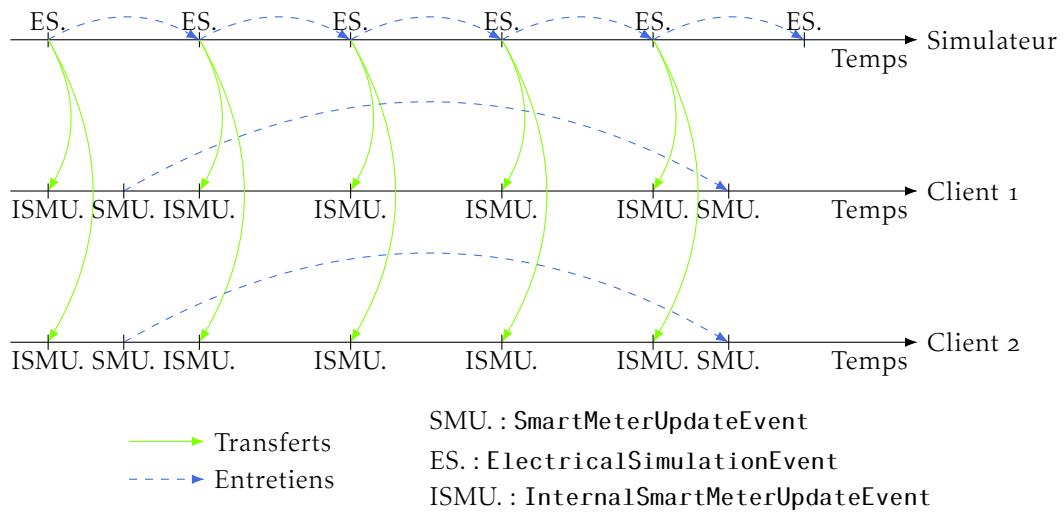 ES. ES. ES. ES. ES. ES.
Simulateur
Temps
Client 1
ISMU. SMU. ISMU. ISMU. ISMU. ISMU. SMU.
Temps
Client 2
ISMU. SMU. ISMU. ISMU. ISMU. ISMU. SMU.
Temps
Transferts
Entretiens
SMU. : SmartMeterUpdateEvent
ES. : ElectricalSimulationEvent
ISMU. : InternalSmartMeterUpdateEvent